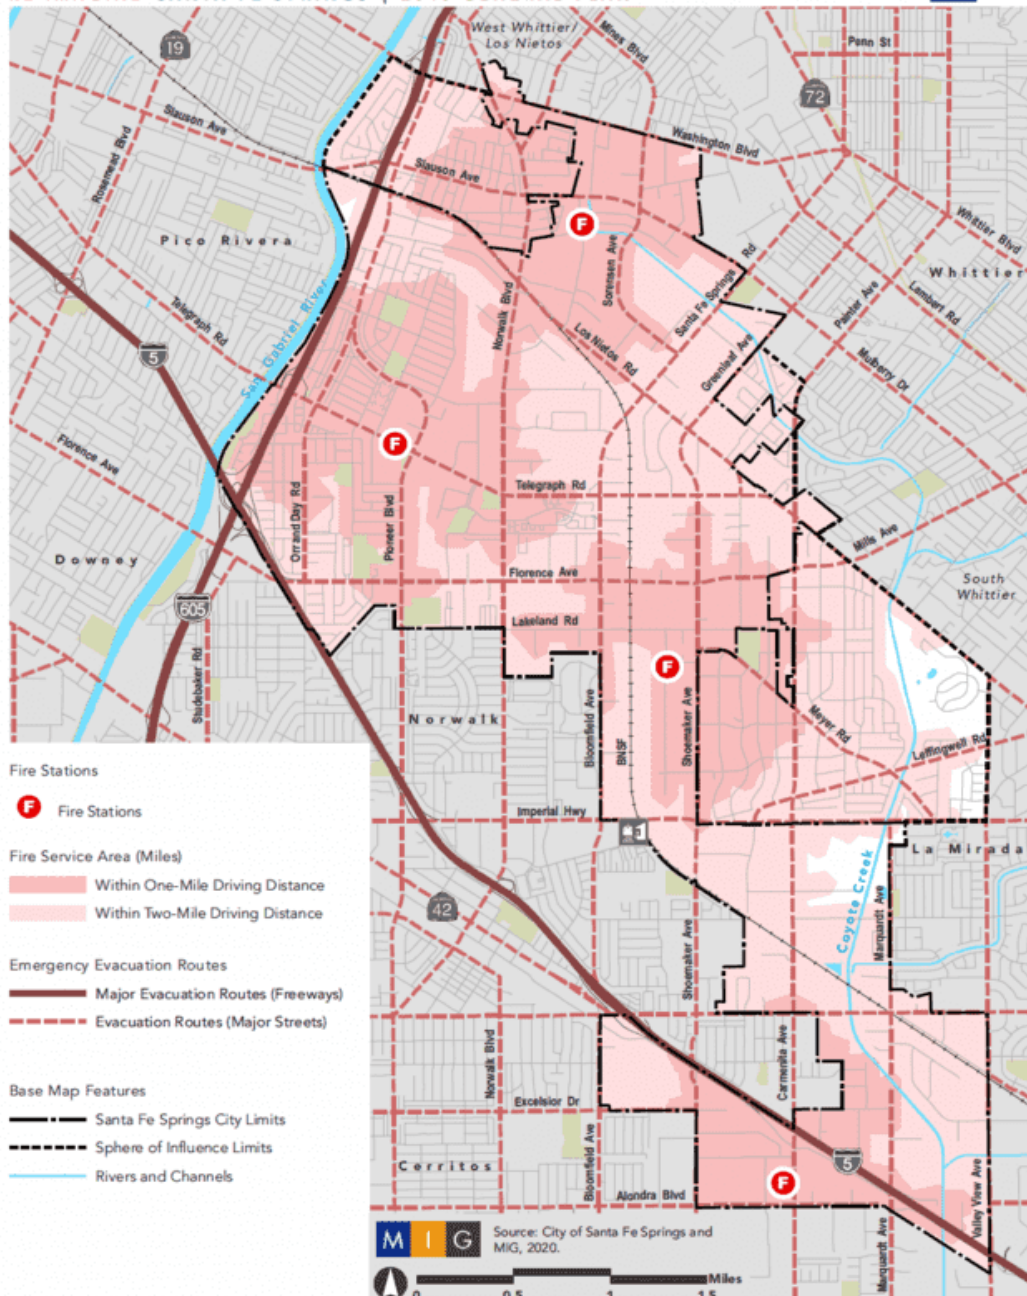 West Whittier/
Los Nietos
Mines Blvd
Penn St
19
72
Slauson Ave
Rosemead Blvd
Washington Blvd
Slauson Ave
F
Whittier Blvd
Pico Rivera
Sorensen Ave
Santa Fe Springs Rd
Whittier
Painter Ave
Lambert Rd
Telegraph Rd
San Gabriel River
Norwalk Blvd
Los Nietos Rd
Greenleaf Ave
Mulberry Dr
5
Florence Ave
F
Orr and Day Rd
Pioneer Blvd
Telegraph Rd
Mills Ave
Downey
Florence Ave
South
Whittier
605
Lakeland Rd
F
Studebaker Rd
Norwalk
Bloomfield Ave
BNSF
Shoemaker Ave
Meyer Rd
Leffingwell Rd
Imperial Hwy
La Mirada
42
Coyote Creek
Marquardt Ave
Shoemaker Ave
Norwalk Blvd
Carmenita Ave
Excelsior Dr
Cerritos
Bloomfield Ave
5
F
Alondra Blvd
Valley View Ave
Marquardt Ave
Fire Stations
F Fire Stations
Fire Service Area (Miles)
Within One-Mile Driving Distance
Within Two-Mile Driving Distance
Emergency Evacuation Routes
Major Evacuation Routes (Freeways)
Evacuation Routes (Major Streets)
Base Map Features
Santa Fe Springs City Limits
Sphere of Influence Limits
Rivers and Channels
M I G
Source: City of Santa Fe Springs and
MIG, 2020.
Miles
0 0.5 1 1.5